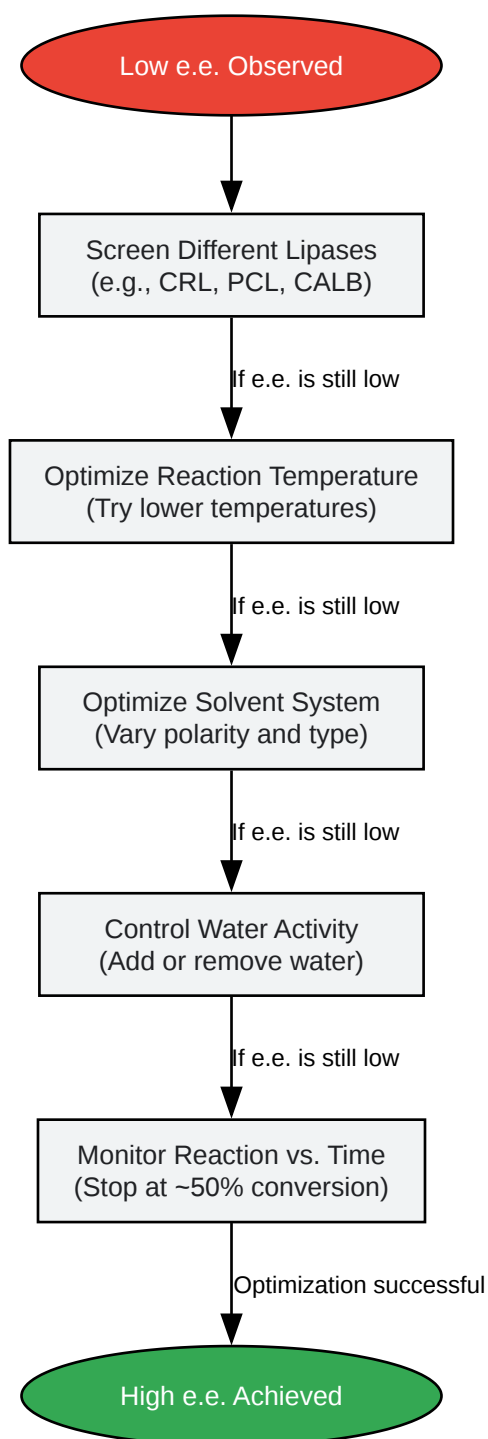 Low e.e. Observed
Screen Different Lipases
(e.g., CRL, PCL, CALB)
If e.e. is still low
Optimize Reaction Temperature
(Try lower temperatures)
If e.e. is still low
Optimize Solvent System
(Vary polarity and type)
If e.e. is still low
Control Water Activity
(Add or remove water)
If e.e. is still low
Monitor Reaction vs. Time
(Stop at ~50% conversion)
Optimization successful
High e.e. Achieved